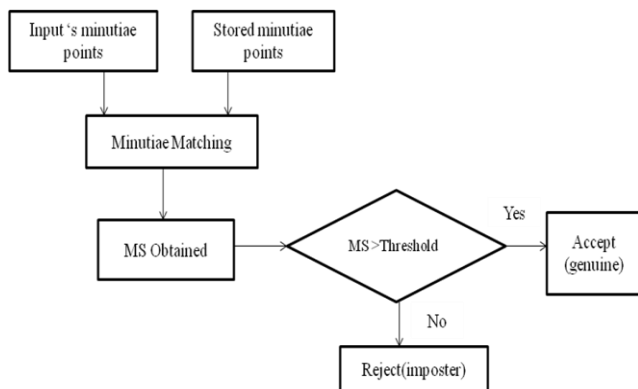 Input ‘s minutiae
points
Stored minutiae
points
Minutiae Matching
MS Obtained
MS >Threshold
Yes
Accept
(genuine)
No
Reject(imposter)